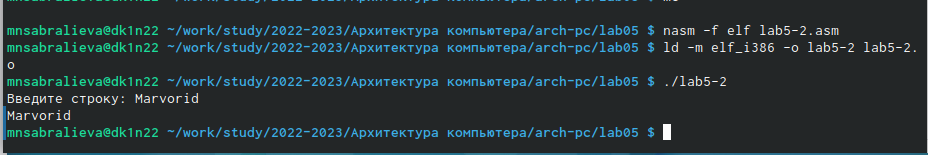 mnsabralieva@dk1n22 ~/work/study/2022-2023/Архитектура компьютера/arch-pc/lab05 $ nasm -f elf lab5-2.asm
mnsabralieva@dk1n22 ~/work/study/2022-2023/Архитектура компьютера/arch-pc/lab05 $ ld -m elf_i386 -o lab5-2 lab5-2.
o
mnsabralieva@dk1n22 ~/work/study/2022-2023/Архитектура компьютера/arch-pc/lab05 $ ./lab5-2
Введите строку: Marvorid
Marvorid
mnsabralieva@dk1n22 ~/work/study/2022-2023/Архитектура компьютера/arch-pc/lab05 $